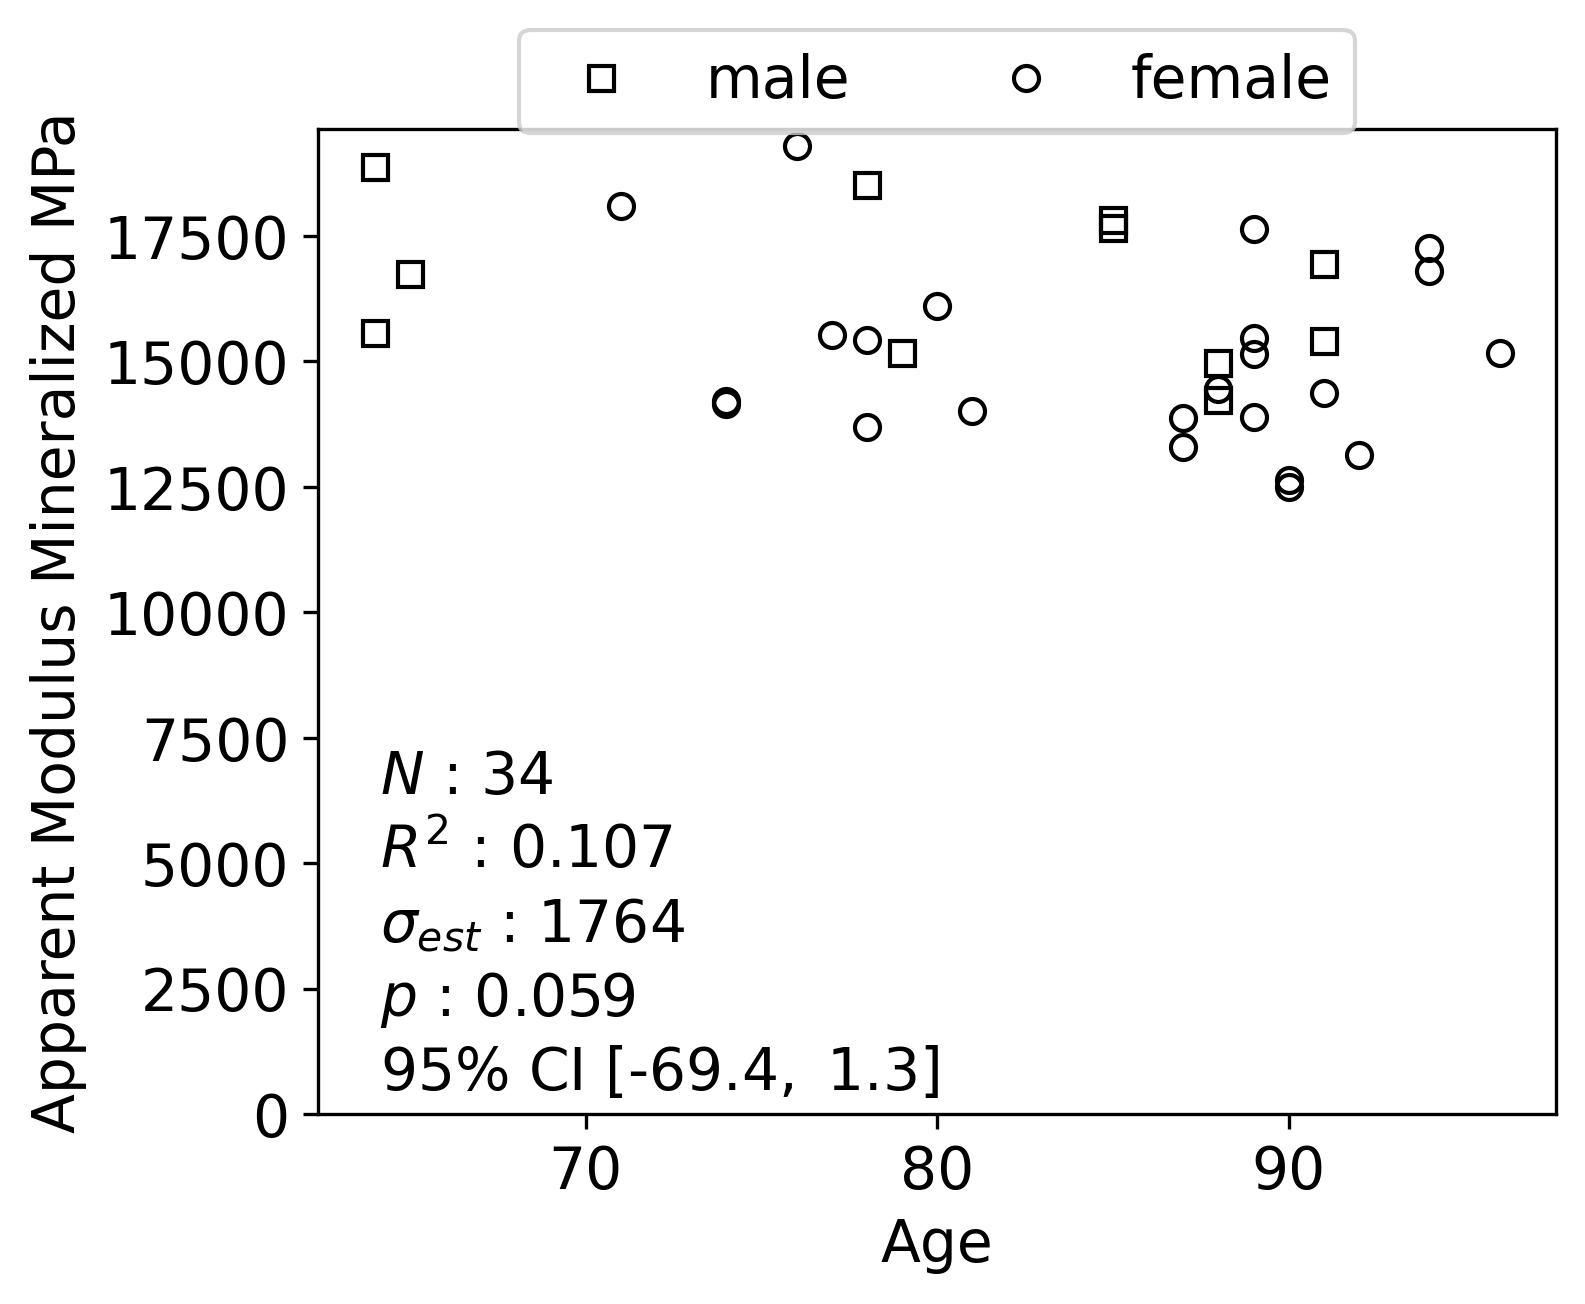 male female
Apparent Modulus Mineralized MPa
17500
15000
12500
10000
7500
5000
2500
0
N : 34
R² : 0.107
σest : 1764
p : 0.059
95% CI [-69.4, 1.3]
70 80 90
Age